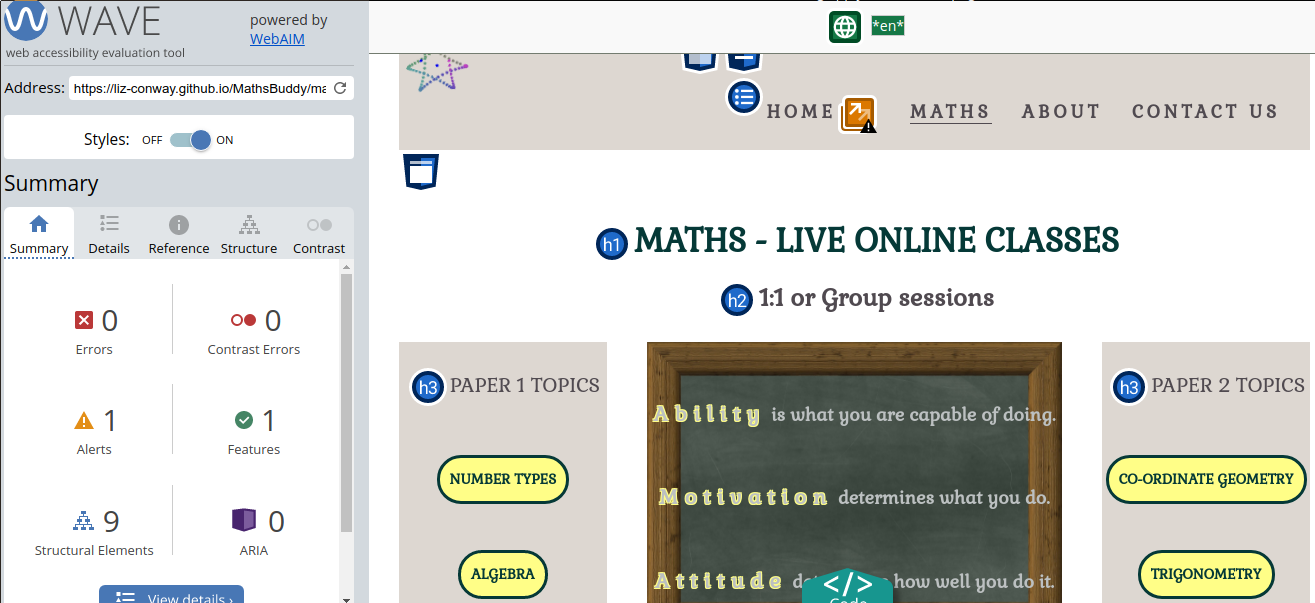 WAVE
powered by
WebAIM
web accessibility evaluation tool
Address: https://liz-conway.github.io/MathsBuddy/ma
Styles: OFF ON
Summary
Summary Details Reference Structure Contrast
0 0
Errors Contrast Errors
1 1
Alerts Features
9 0
Structural Elements ARIA
View details ›
*en*
HOME MATHS ABOUT CONTACT US
h1 MATHS - LIVE ONLINE CLASSES
h2 1:1 or Group sessions
h3 PAPER 1 TOPICS
NUMBER TYPES
ALGEBRA
Ability is what you are capable of doing.
Motivation determines what you do.
Attitude how well you do it.
</> Code
h3 PAPER 2 TOPICS
CO-ORDINATE GEOMETRY
TRIGONOMETRY